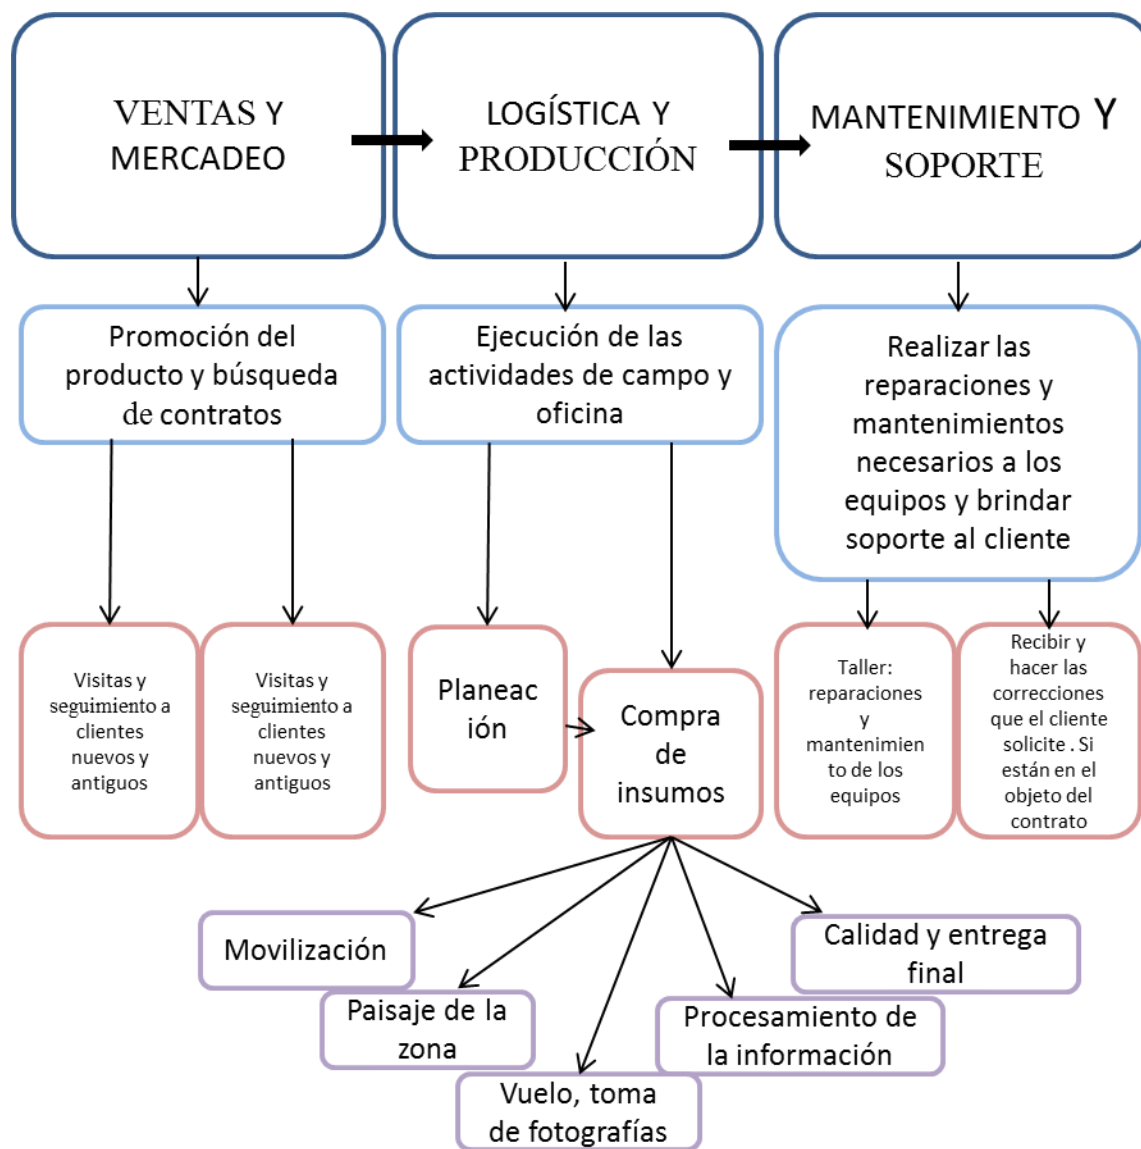 VENTAS Y
MERCADEO
LOGÍSTICA Y
PRODUCCIÓN
MANTENIMIENTO Y
SOPORTE
Promoción del
producto y búsqueda
de contratos
Ejecución de las
actividades de campo y
oficina
Realizar las
reparaciones y
mantenimientos
necesarios a los
equipos y brindar
soporte al cliente
Visitas y
seguimiento a
clientes
nuevos y
antiguos
Visitas y
seguimiento a
clientes
nuevos y
antiguos
Planeac
ión
Compra
de
insumos
Taller:
reparaciones
y
mantenimien
to de los
equipos
Recibir y
hacer las
correcciones
que el cliente
solicite . Si
están en el
objeto del
contrato
Movilización
Paisaje de la
zona
Vuelo, toma
de fotografías
Procesamiento de
la información
Calidad y entrega
final